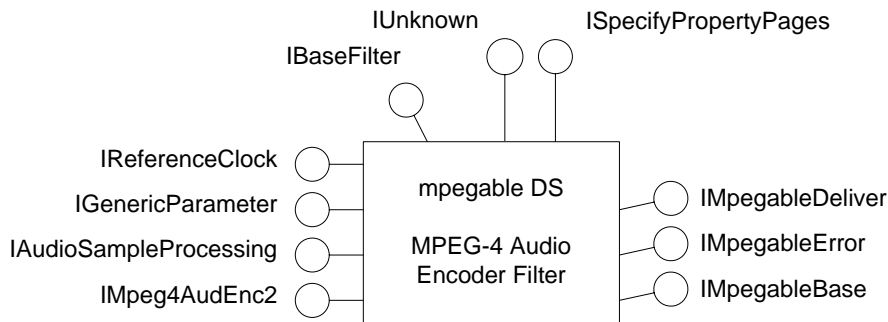 IUnknown
ISpecifyPropertyPages
IBaseFilter
IReferenceClock
IGenericParameter
IAudioSampleProcessing
IMpeg4AudEnc2
mpegable DS
MPEG-4 Audio
Encoder Filter
IMpegableDeliver
IMpegableError
IMpegableBase